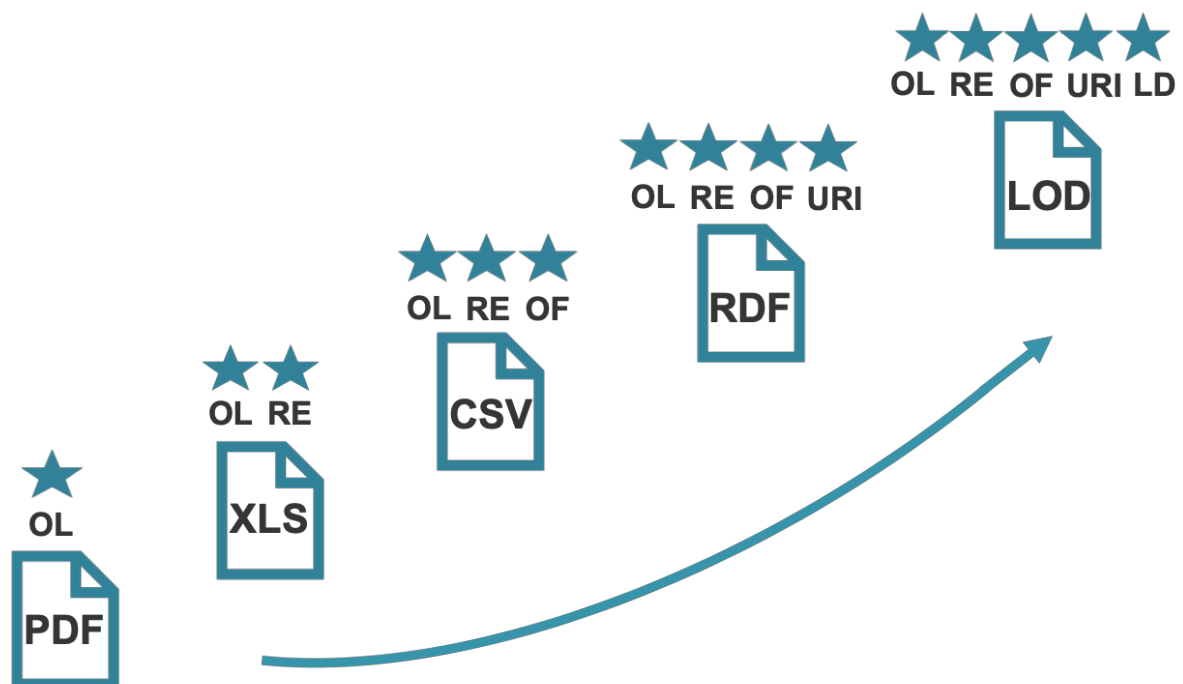 OL RE OF URI LD
LOD
OL RE OF URI
RDF
OL RE OF
CSV
OL RE
XLS
OL
PDF